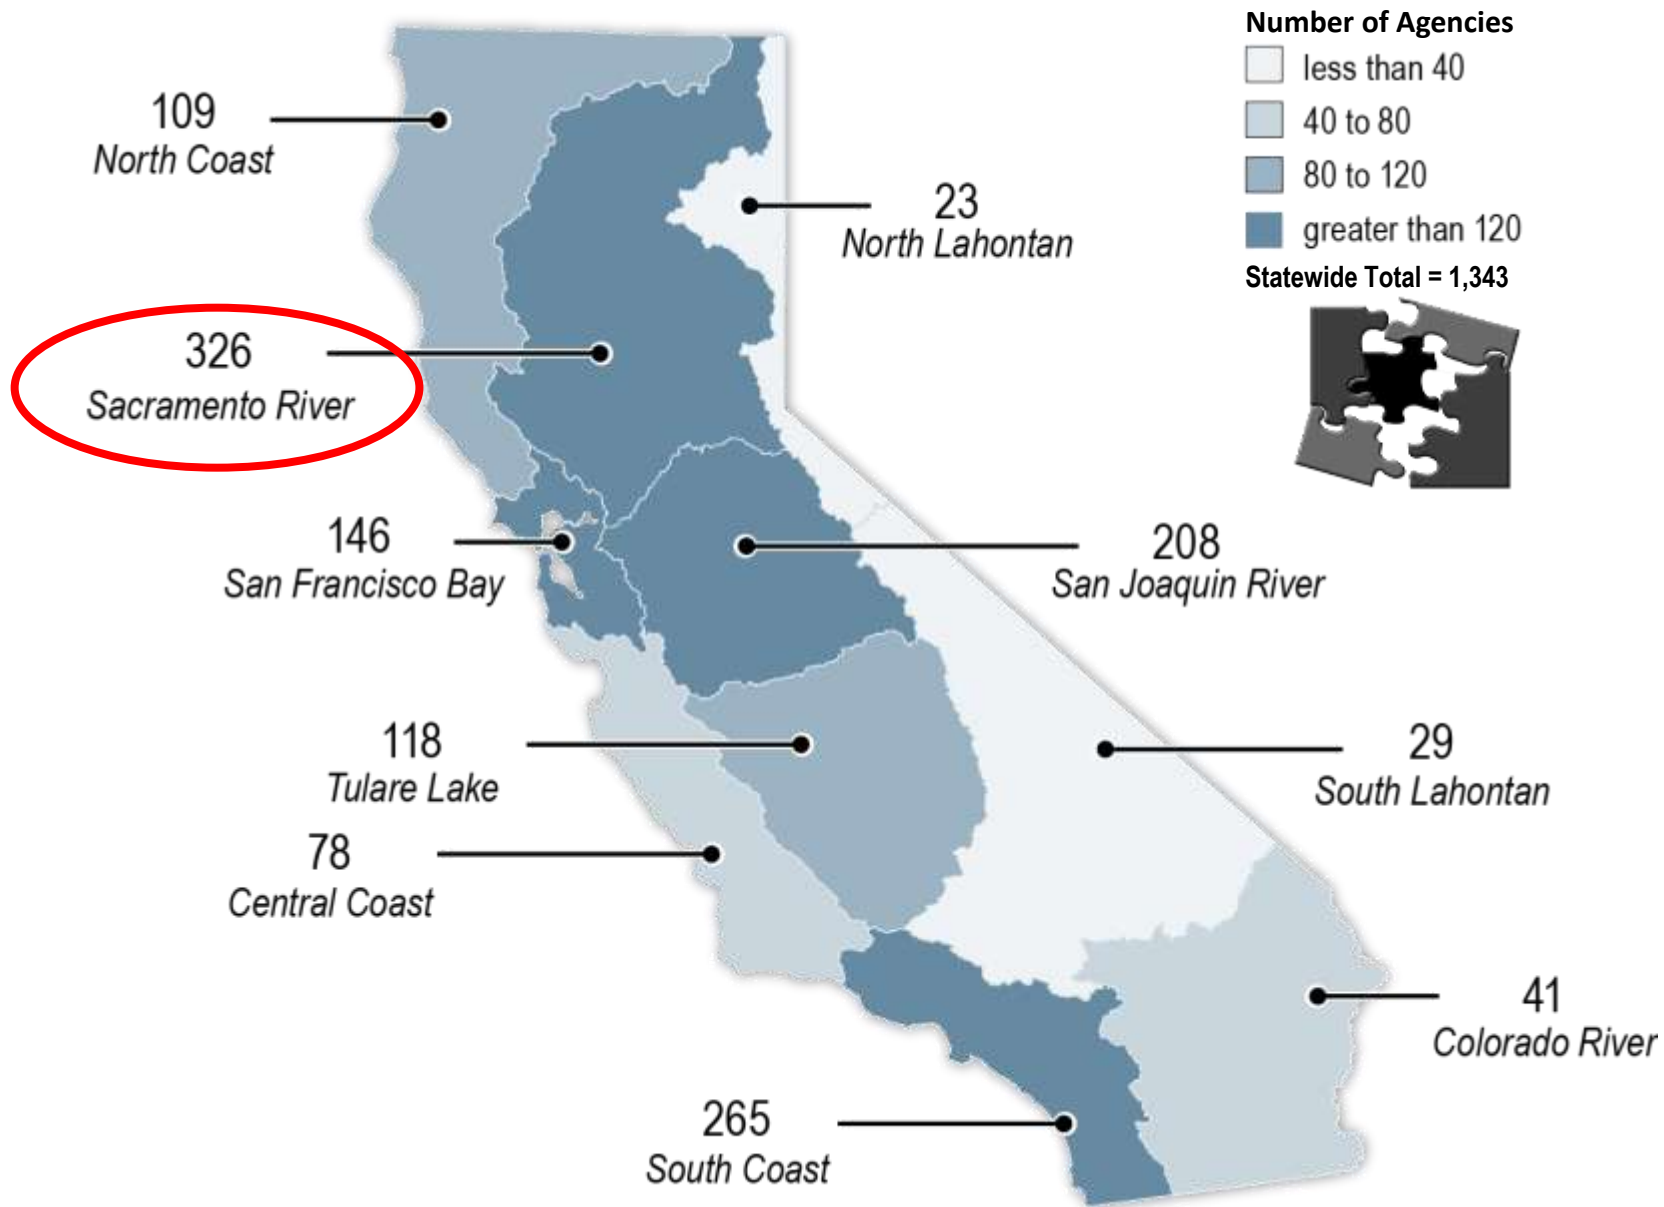 Number of Agencies
less than 40
40 to 80
80 to 120
greater than 120
Statewide Total = 1,343
109
North Coast
23
North Lahontan
326
Sacramento River
146
San Francisco Bay
208
San Joaquin River
118
Tulare Lake
29
South Lahontan
78
Central Coast
41
Colorado River
265
South Coast